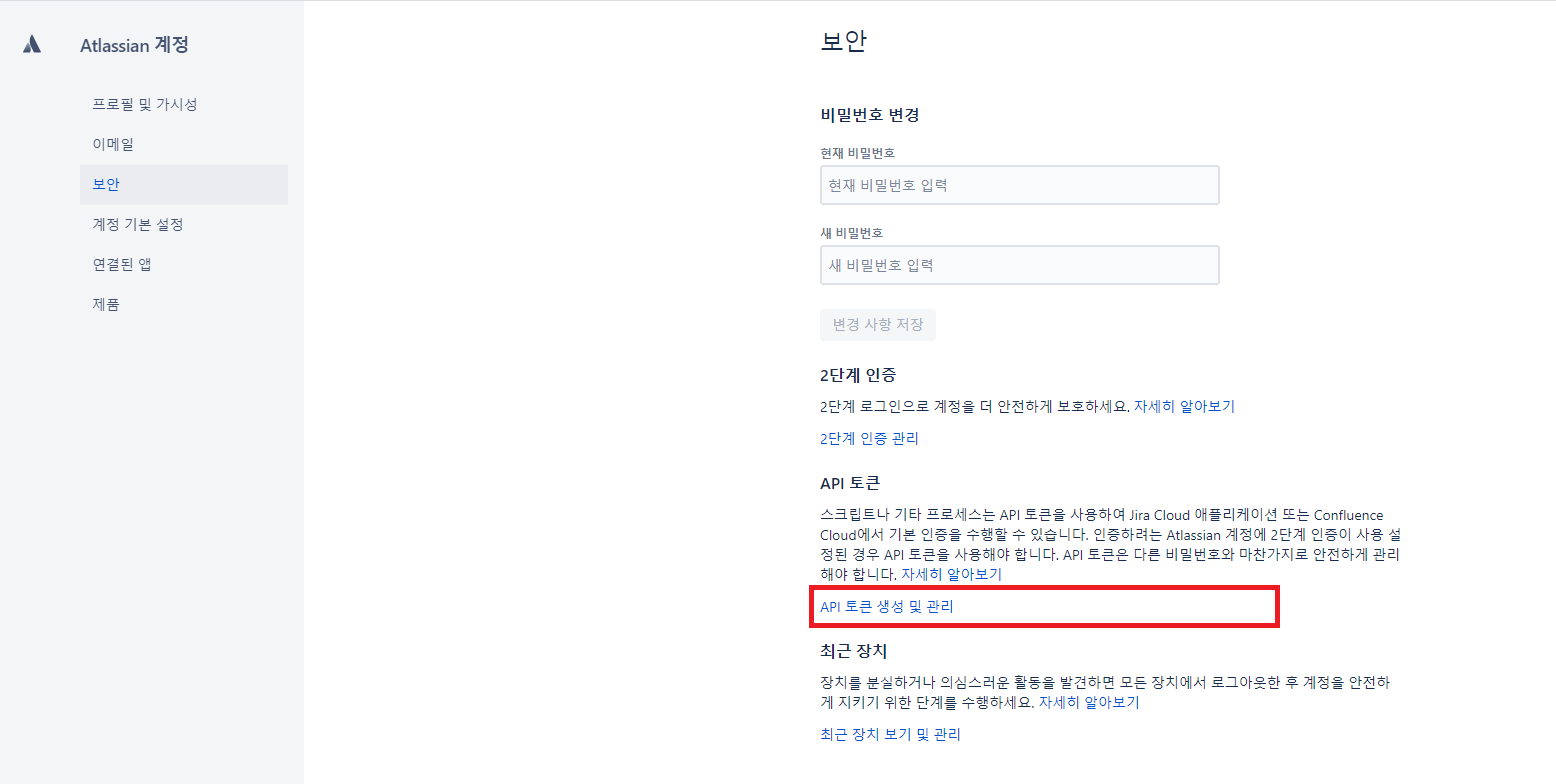 Atlassian 계정
프로필 및 가시성
이메일
보안
계정 기본 설정
연결된 앱
제품
보안
비밀번호 변경
현재 비밀번호
현재 비밀번호 입력
새 비밀번호
새 비밀번호 입력
변경 사항 저장
2단계 인증
2단계 로그인으로 계정을 더 안전하게 보호하세요. 자세히 알아보기
2단계 인증 관리
API 토큰
스크립트나 기타 프로세스는 API 토큰을 사용하여 Jira Cloud 애플리케이션 또는 Confluence
Cloud에서 기본 인증을 수행할 수 있습니다. 인증하려는 Atlassian 계정에 2단계 인증이 사용 설
정된 경우 API 토큰을 사용해야 합니다. API 토큰은 다른 비밀번호와 마찬가지로 안전하게 관리
해야 합니다. 자세히 알아보기
API 토큰 생성 및 관리
최근 장치
장치를 분실하거나 의심스러운 활동을 발견하면 모든 장치에서 로그아웃한 후 계정을 안전하
게 지키기 위한 단계를 수행하세요. 자세히 알아보기
최근 장치 보기 및 관리